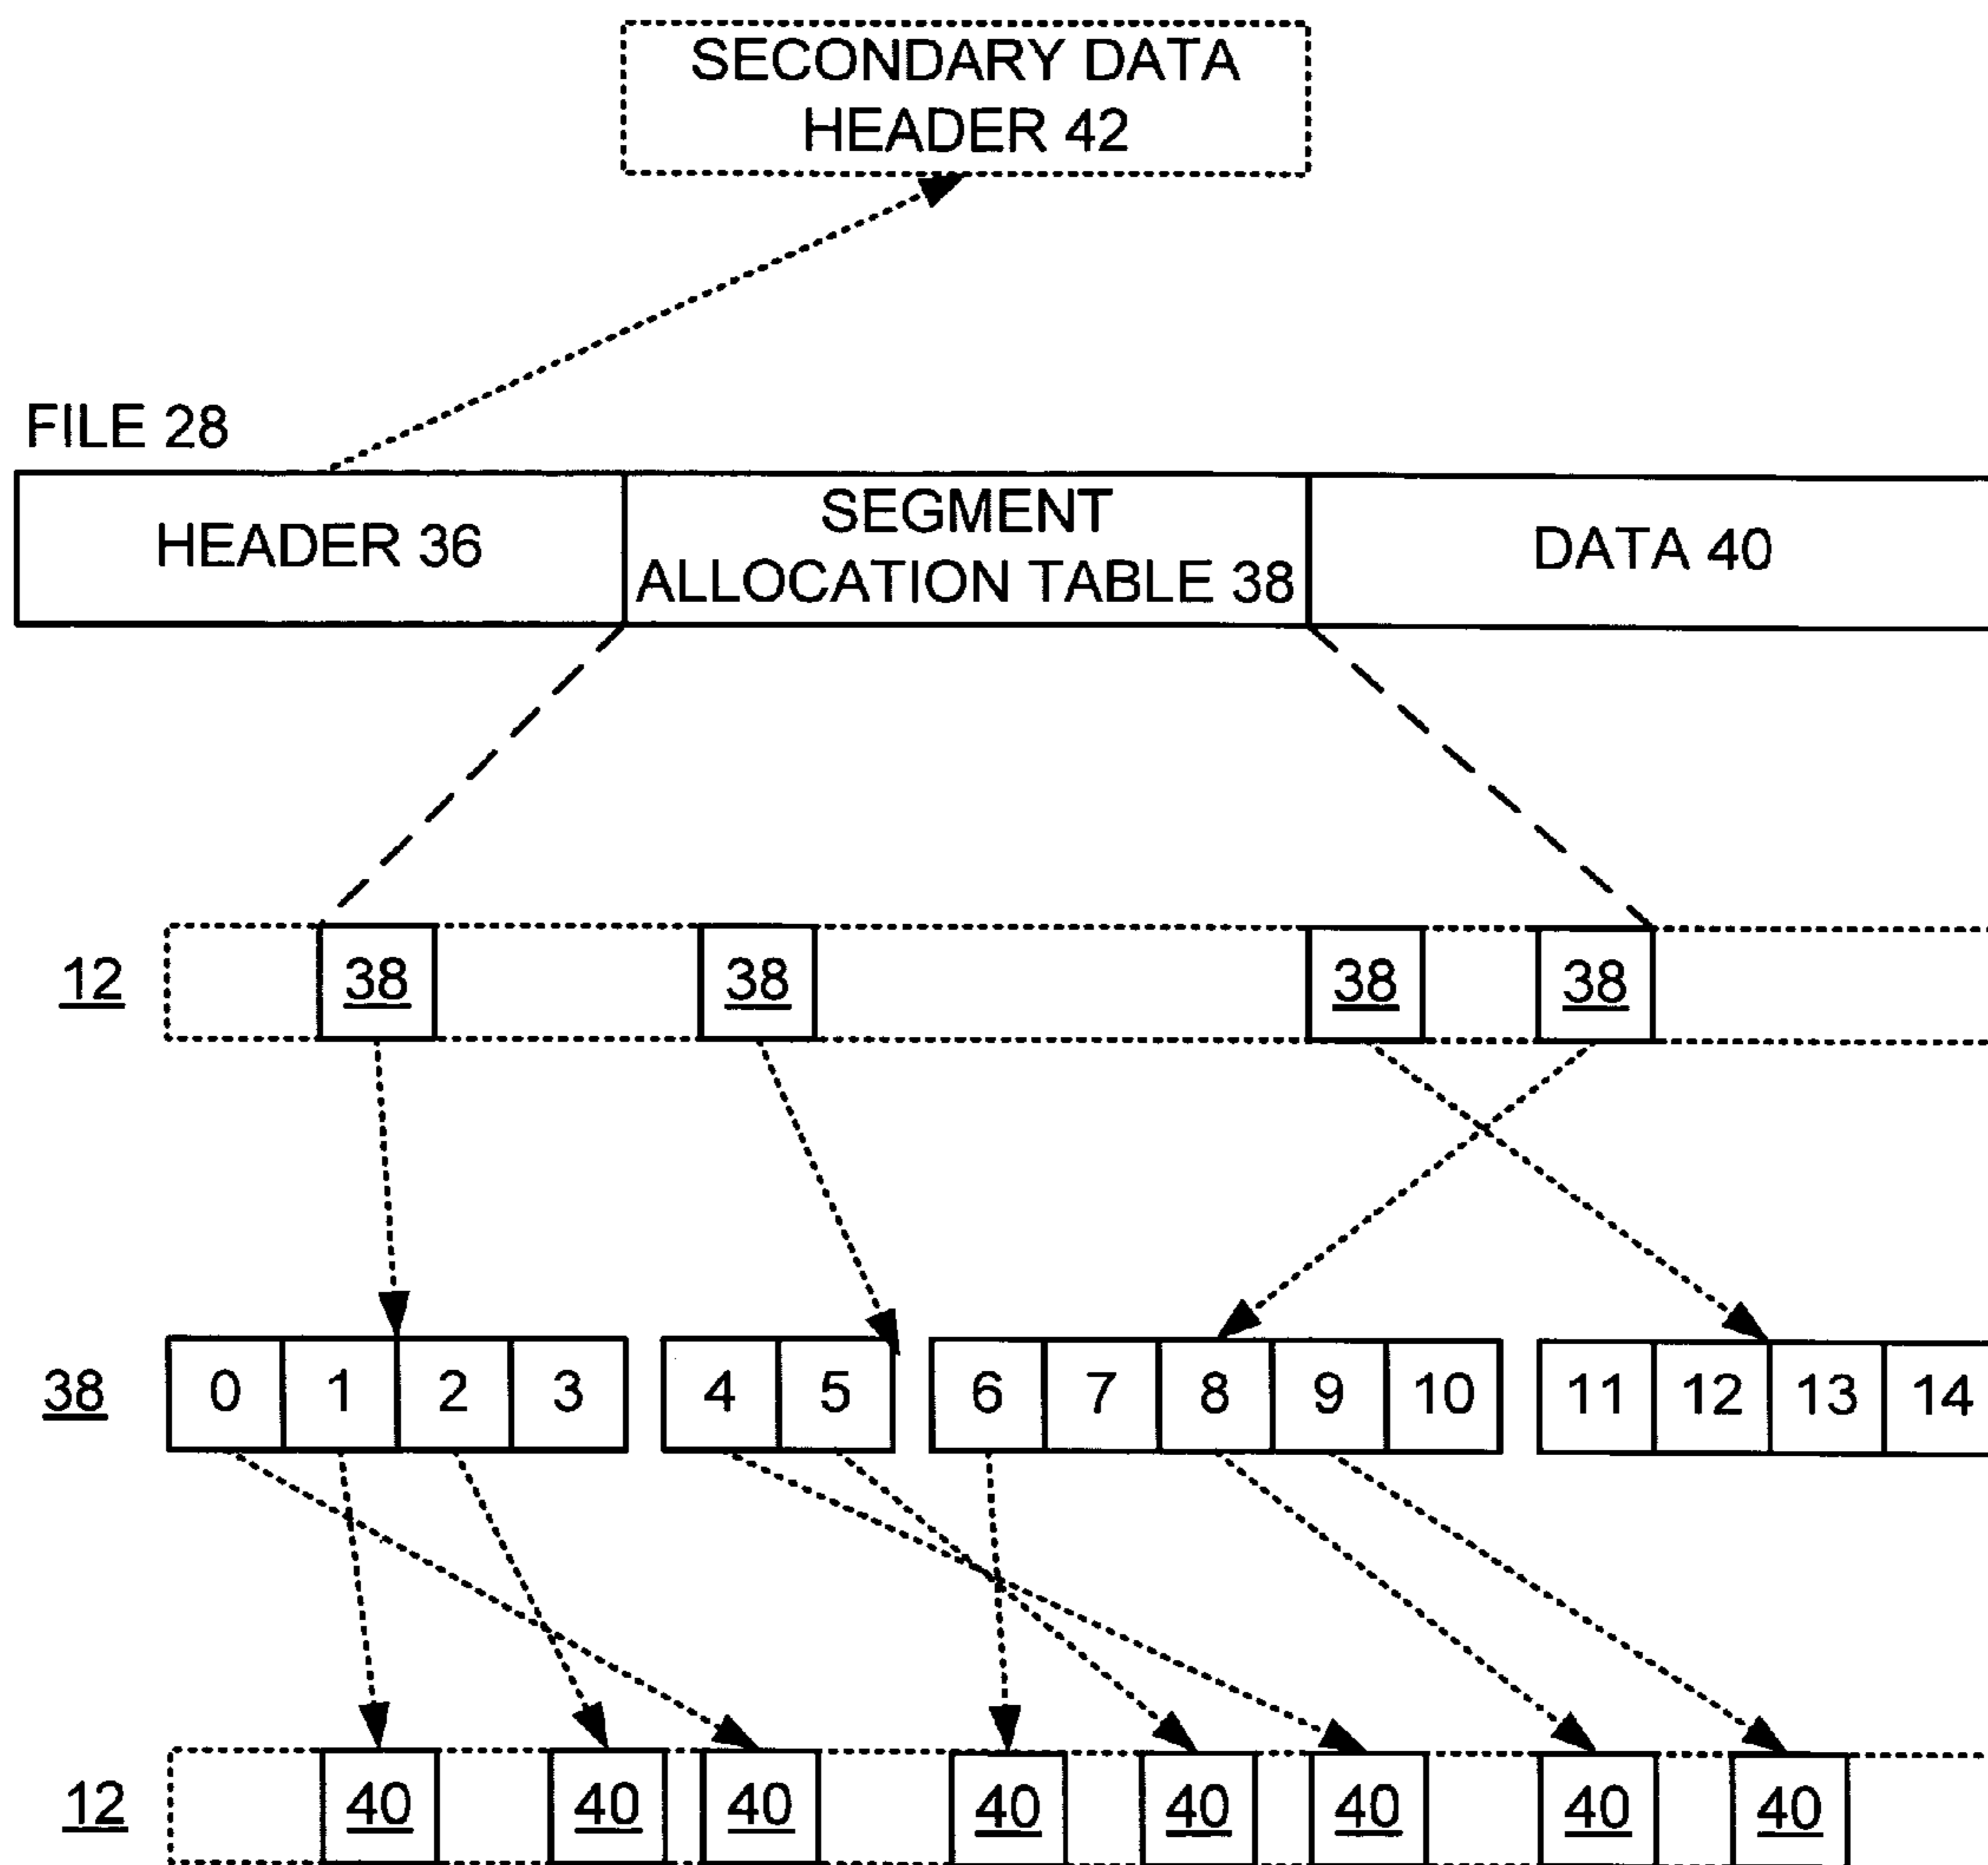 SECONDARY DATA
HEADER 42
FILE 28
HEADER 36
SEGMENT
ALLOCATION TABLE 38
DATA 40
12 38 38 38 38
38 0 1 2 3 4 5 6 7 8 9 10 11 12 13 14
12 40 40 40 40 40 40 40 40